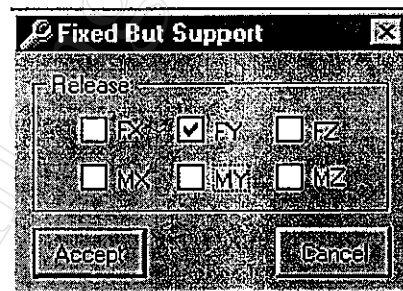 Fixed But Support
Release
FX FY FZ
MX MY MZ
Accept Cancel